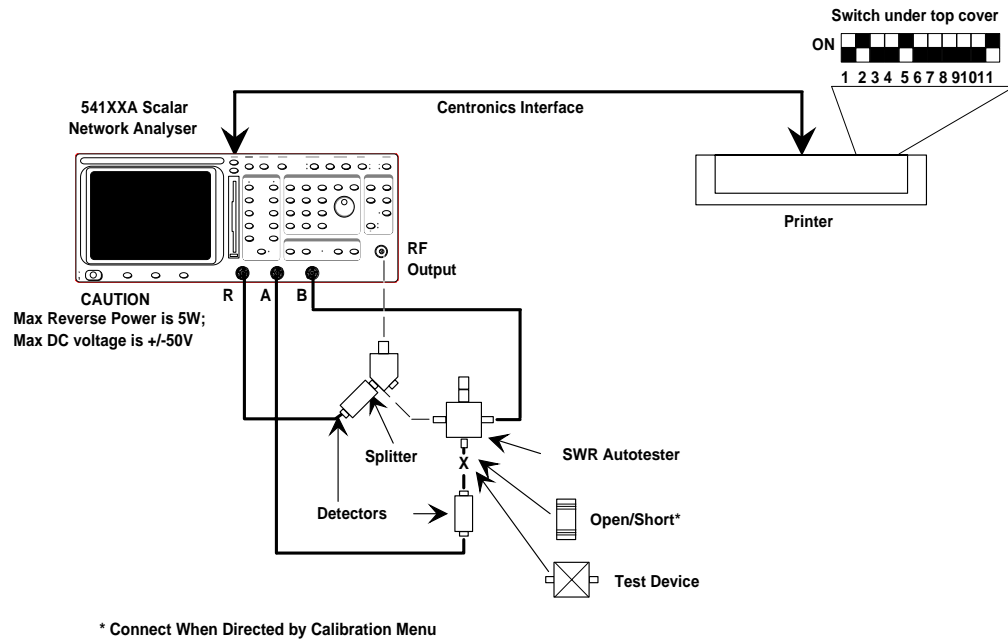 Switch under top cover
ON
1 2 3 4 5 6 7 8 9 10 11
541XXA Scalar
Network Analyser
Centronics Interface
Printer
RF
Output
R A B
CAUTION
Max Reverse Power is 5W;
Max DC voltage is +/-50V
Splitter
SWR Autotester
X
Detectors
Open/Short*
Test Device
* Connect When Directed by Calibration Menu